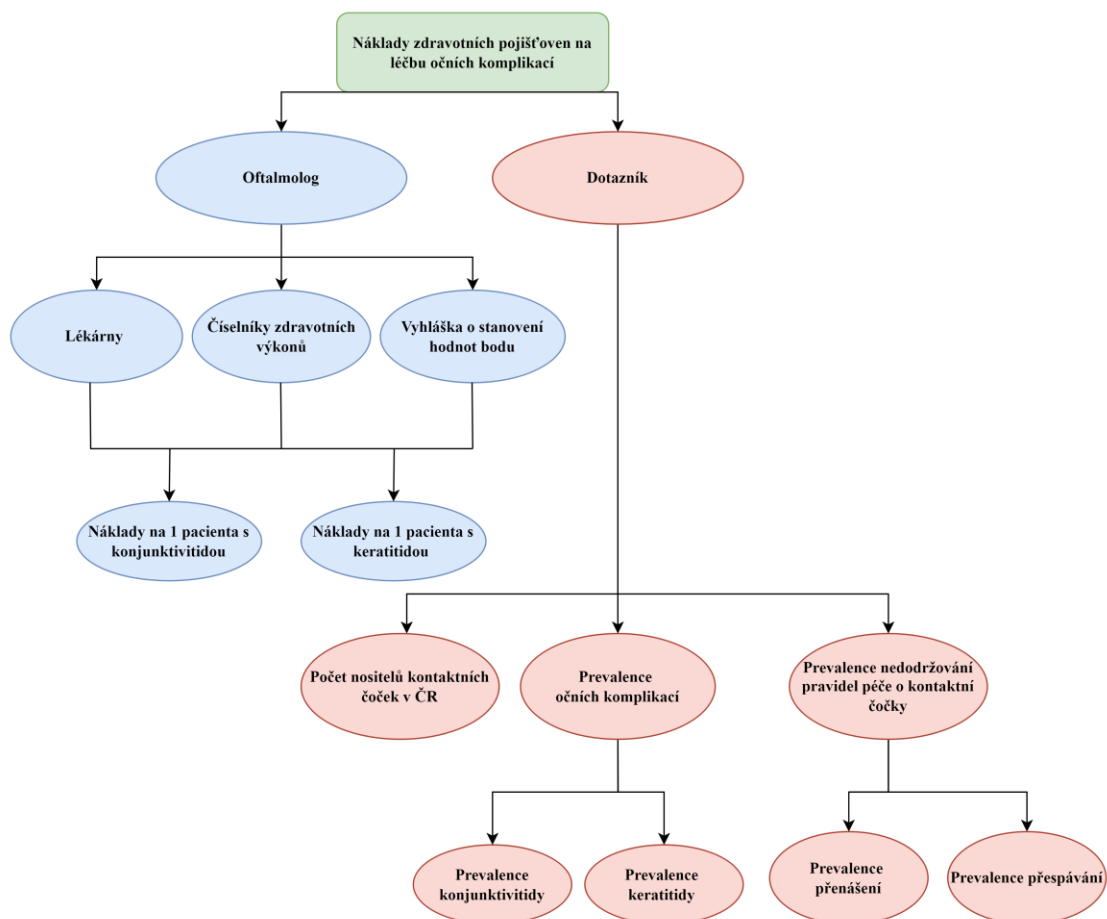 Náklady zdravotních pojišťoven na
léčbu očních komplikací
Oftalmolog
Dotazník
Lékárny
Číselníky zdravotních
výkonů
Vyhláška o stanovení
hodnot bodu
Náklady na 1 pacienta s
konjunktivitidou
Náklady na 1 pacienta s
keratitidou
Počet nositelů kontaktních
čoček v ČR
Prevalence
očních komplikací
Prevalence nedodržování
pravidel péče o kontaktní
čočky
Prevalence
konjunktivitidy
Prevalence
keratitidy
Prevalence
přenášení
Prevalence přespávání